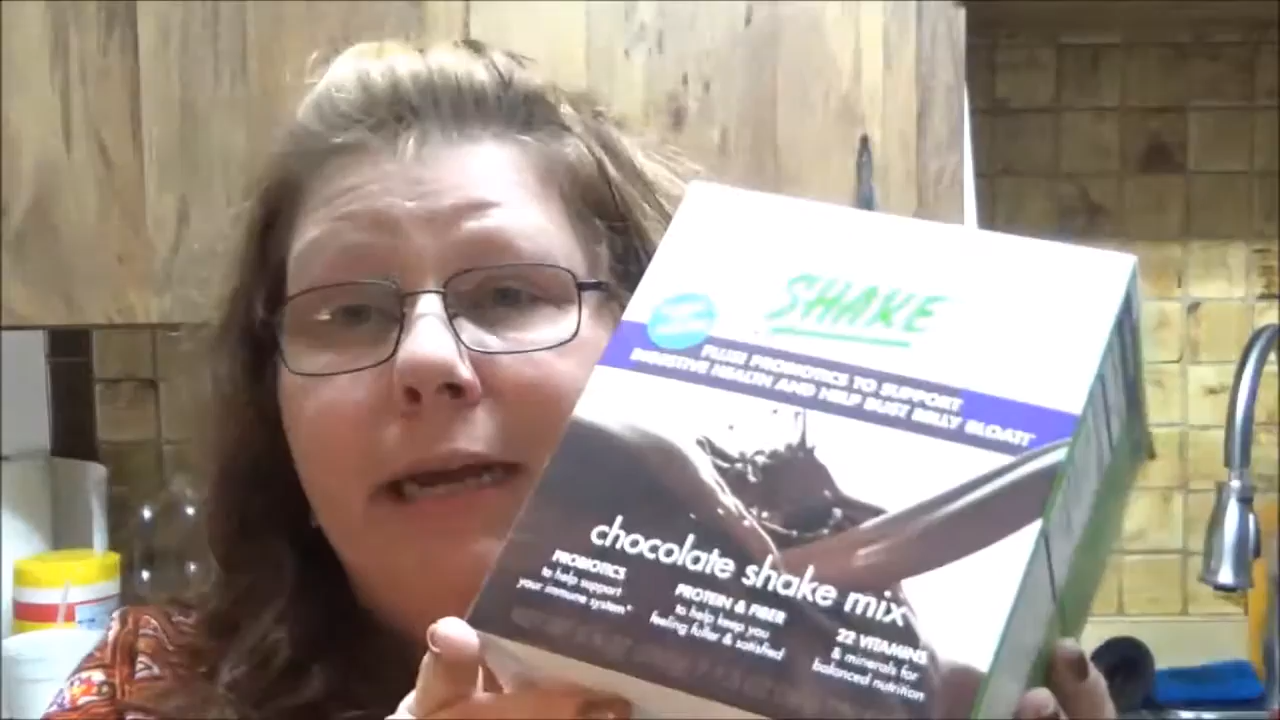 SHAKE
PLUS! PROBIOTICS TO SUPPORT
DIGESTIVE HEALTH AND HELP BUST BELLY BLOAT!*
chocolate shake mix
PROBIOTICS
to help support
your immune system*
PROTEIN & FIBER
to help keep you
feeling fuller & satisfied
22 VITAMINS
& minerals for
balanced nutrition